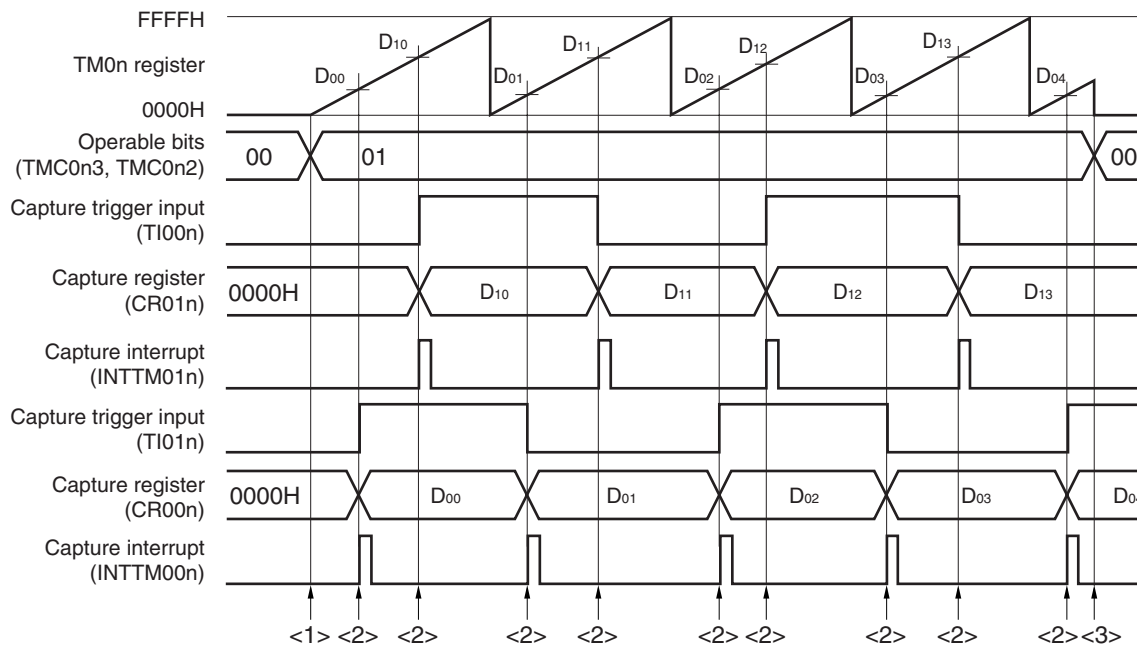 FFFFH
D10 D11 D12 D13
TM0n register
D00 D01 D02 D03 D04
0000H
Operable bits
(TMC0n3, TMC0n2)
00 01 00
Capture trigger input
(TI00n)
Capture register
(CR01n)
0000H D10 D11 D12 D13
Capture interrupt
(INTTM01n)
Capture trigger input
(TI01n)
Capture register
(CR00n)
0000H D00 D01 D02 D03 D04
Capture interrupt
(INTTM00n)
<1> <2> <2> <2> <2> <2> <2> <2> <2> <2> <3>